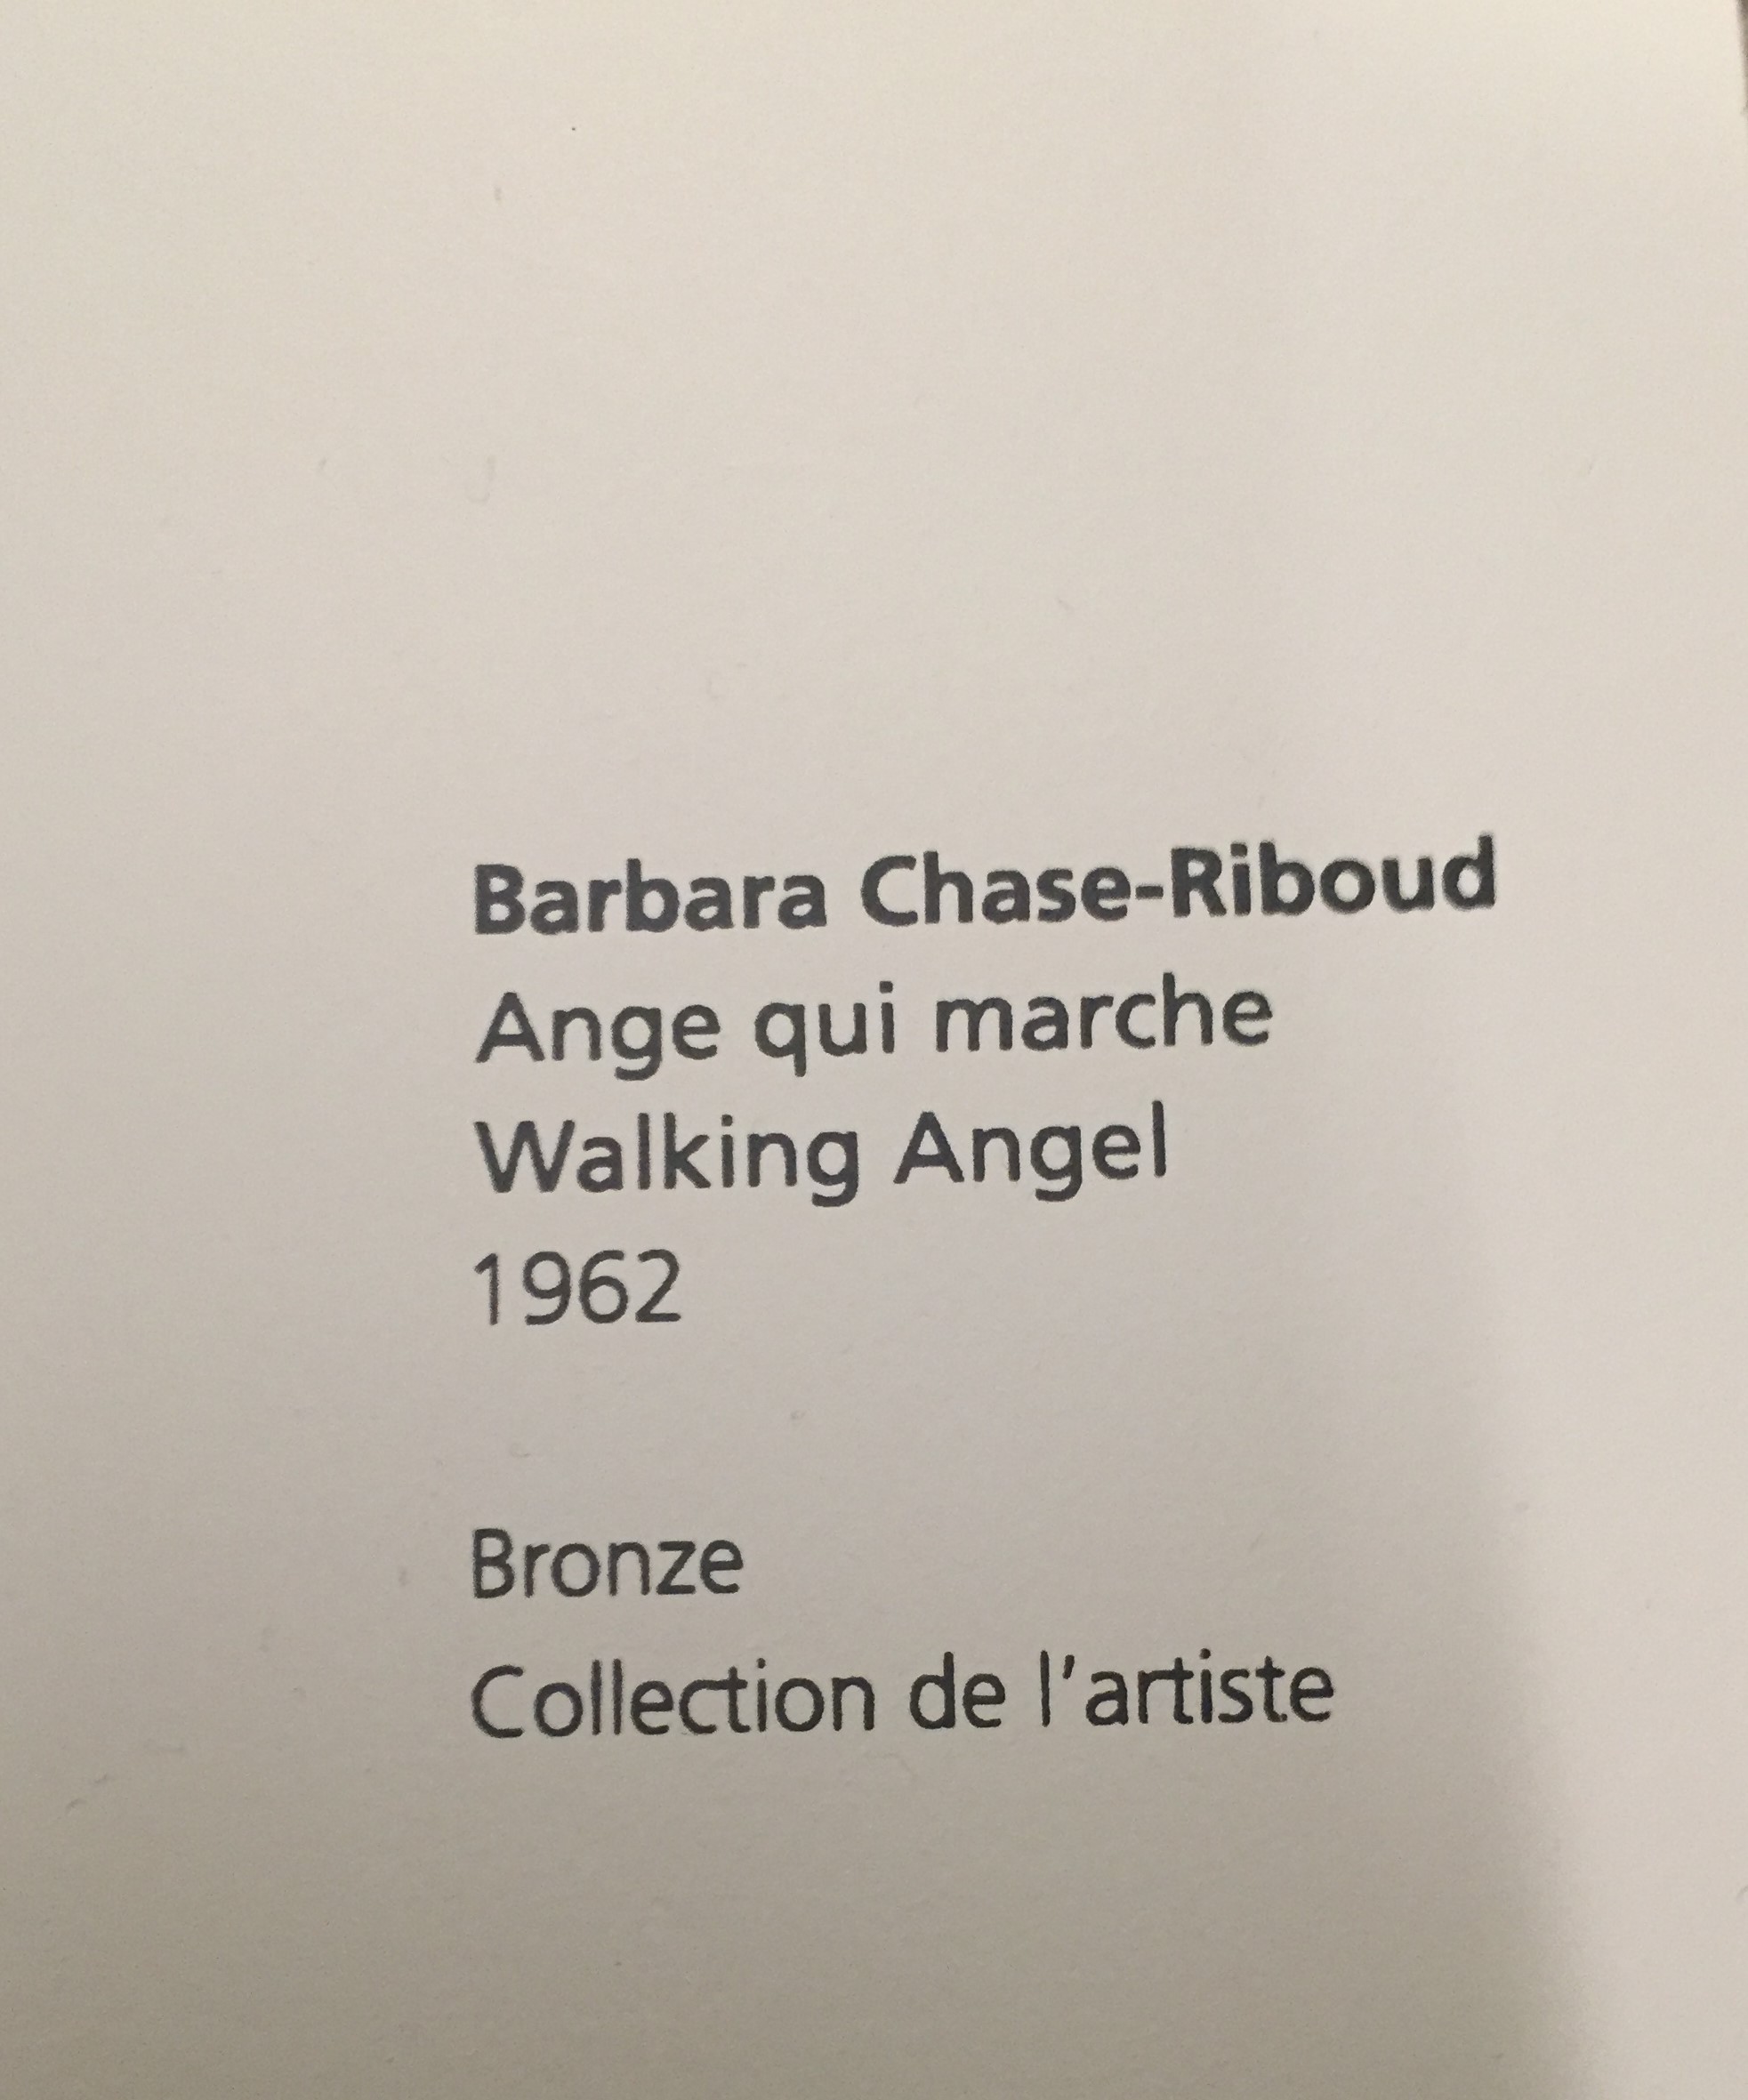 Barbara Chase-Riboud
Ange qui marche
Walking Angel
1962
Bronze
Collection de l'artiste